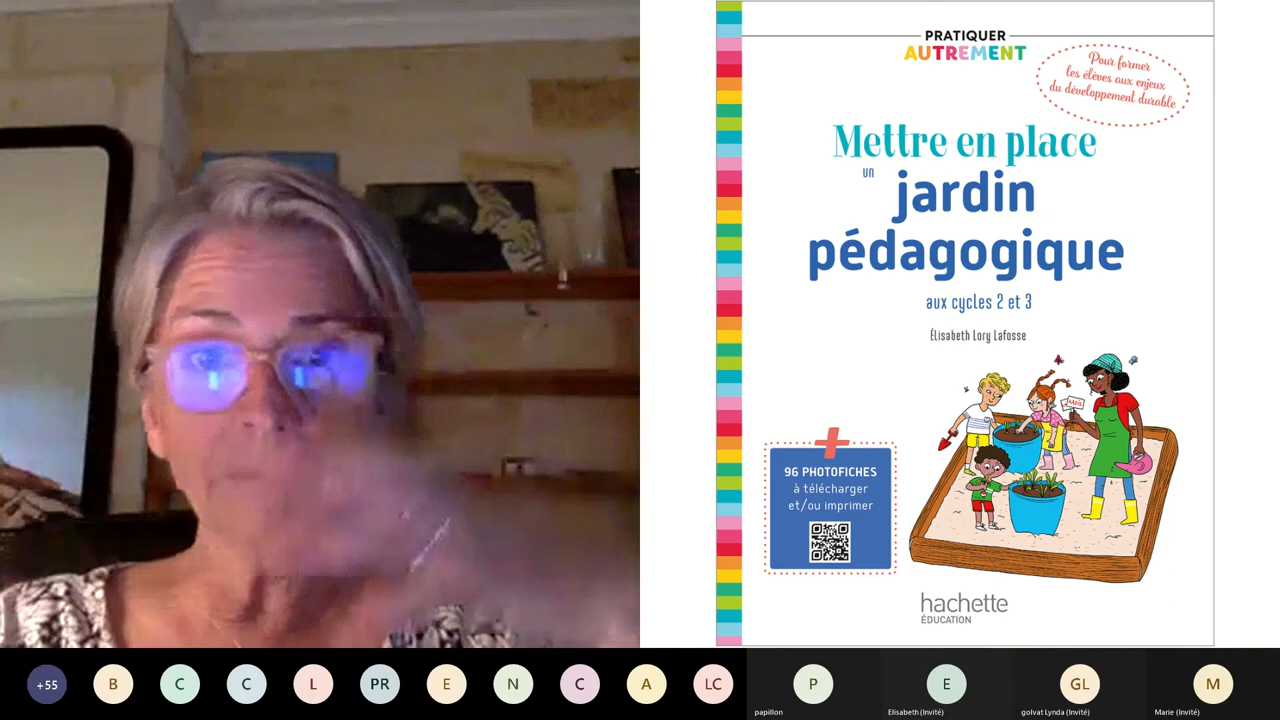 PRATIQUER
AUTREMENT
Pour former
les élèves aux enjeux
du développement durable
Mettre en place
un
jardin
pédagogique
aux cycles 2 et 3
Élisabeth Lory Lafosse
96 PHOTOFICHES
à télécharger
et/ou imprimer
hachette
ÉDUCATION
+55
B
C
C
L
PR
E
N
C
A
LC
P
E
GL
M
papillon
Elisabeth (Invité)
golvat Lynda (Invité)
Marie (Invité)